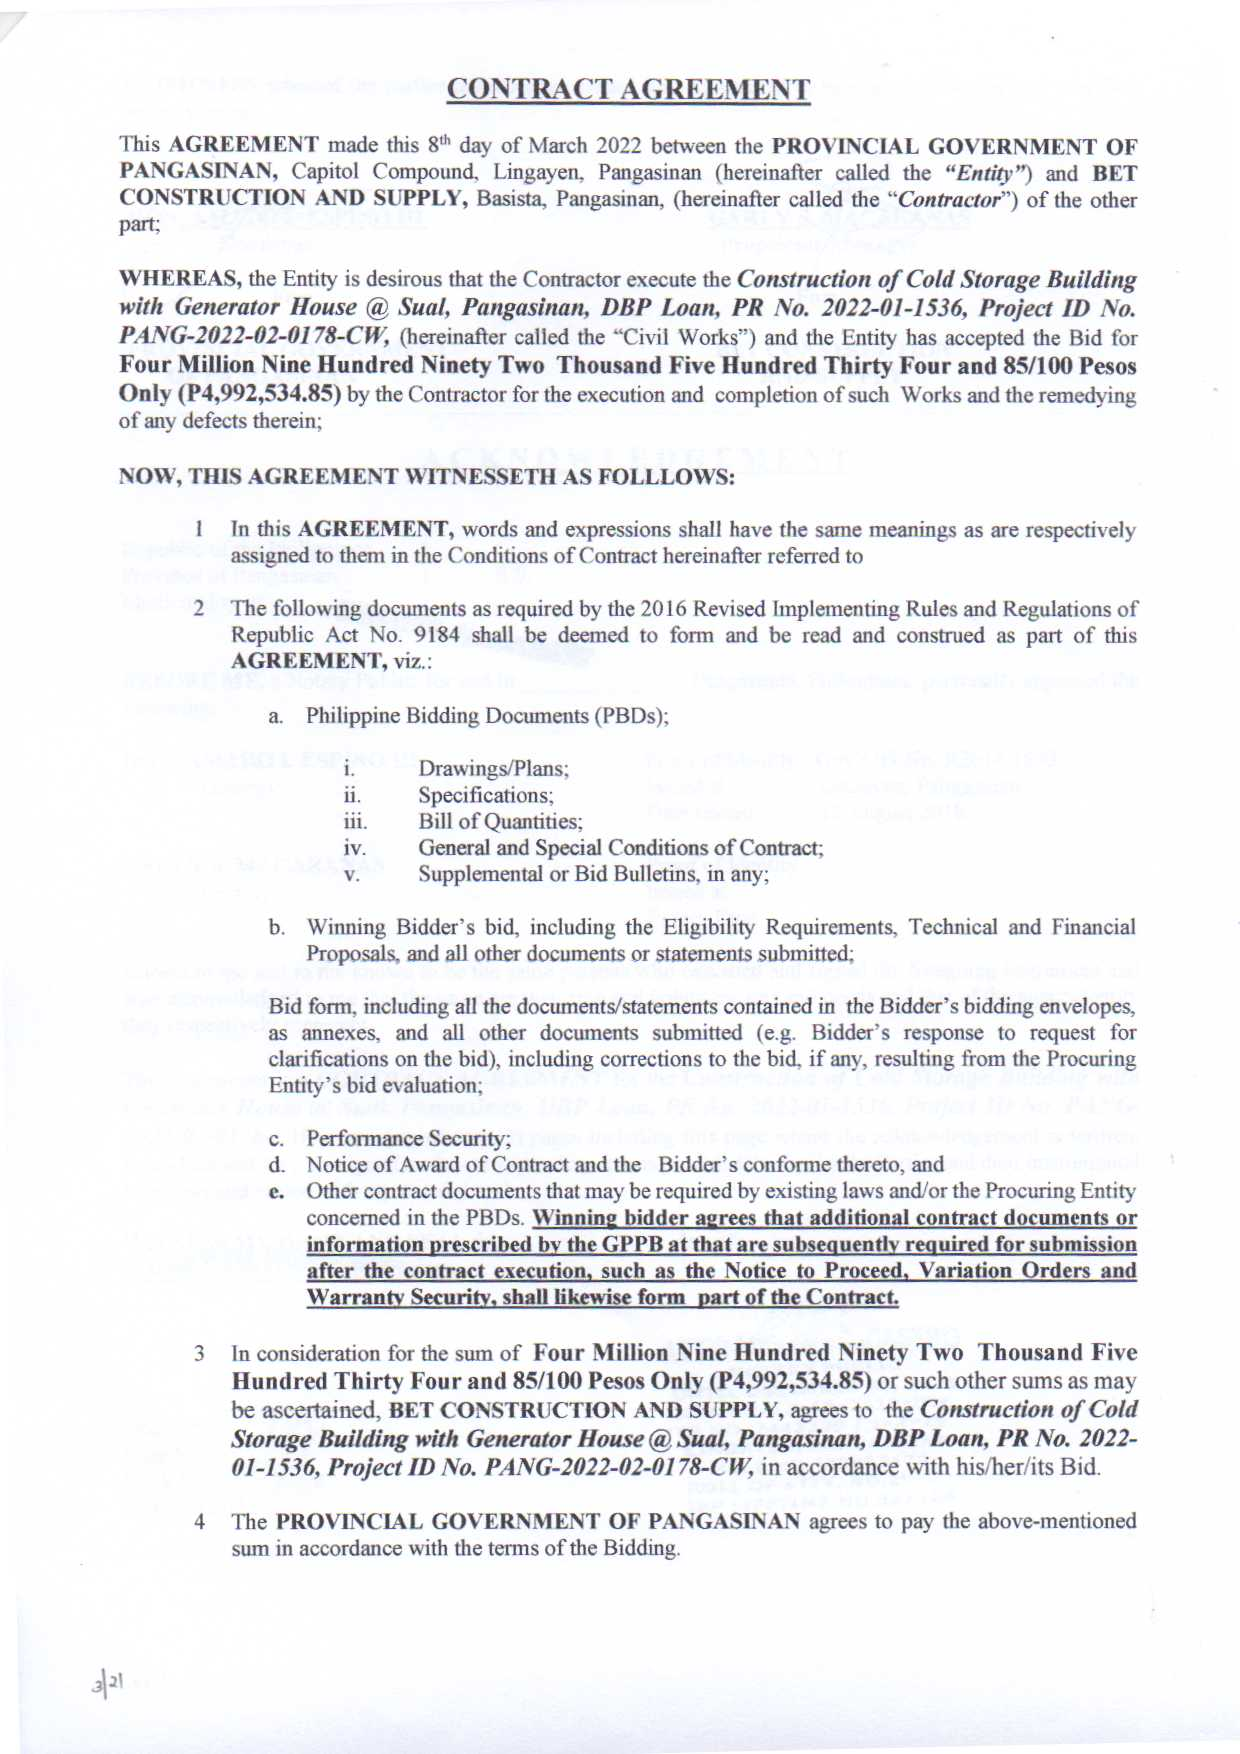 CONTRACT AGREEMENT
This AGREEMENT made this 8th day of March 2022 between the PROVINCIAL GOVERNMENT OF
PANGASINAN, Capitol Compound, Lingayen, Pangasinan (hereinafter called the “Entity”) and BET
CONSTRUCTION AND SUPPLY, Basista, Pangasinan, (hereinafter called the “Contractor”) of the other
part;
WHEREAS, the Entity is desirous that the Contractor execute the Construction of Cold Storage Building
with Generator House @ Sual, Pangasinan, DBP Loan, PR No. 2022-01-1536, Project ID No.
PANG-2022-02-0178-CW, (hereinafter called the “Civil Works”) and the Entity has accepted the Bid for
Four Million Nine Hundred Ninety Two Thousand Five Hundred Thirty Four and 85/100 Pesos
Only (P4,992,534.85) by the Contractor for the execution and completion of such Works and the remedying
of any defects therein;
NOW, THIS AGREEMENT WITNESSETH AS FOLLLOWS:
1 In this AGREEMENT, words and expressions shall have the same meanings as are respectively
assigned to them in the Conditions of Contract hereinafter referred to
2 The following documents as required by the 2016 Revised Implementing Rules and Regulations of
Republic Act No. 9184 shall be deemed to form and be read and construed as part of this
AGREEMENT, viz.:
a. Philippine Bidding Documents (PBDs);
i. Drawings/Plans;
ii. Specifications;
iii. Bill of Quantities;
iv. General and Special Conditions of Contract;
v. Supplemental or Bid Bulletins, in any;
b. Winning Bidder’s bid, including the Eligibility Requirements, Technical and Financial
Proposals, and all other documents or statements submitted;
Bid form, including all the documents/statements contained in the Bidder’s bidding envelopes,
as annexes, and all other documents submitted (e.g. Bidder’s response to request for
clarifications on the bid), including corrections to the bid, if any, resulting from the Procuring
Entity’s bid evaluation;
c. Performance Security;
d. Notice of Award of Contract and the Bidder’s conforme thereto, and
e. Other contract documents that may be required by existing laws and/or the Procuring Entity
concerned in the PBDs. Winning bidder agrees that additional contract documents or
information prescribed by the GPPB at that are subsequently required for submission
after the contract execution, such as the Notice to Proceed, Variation Orders and
Warranty Security, shall likewise form part of the Contract.
3 In consideration for the sum of Four Million Nine Hundred Ninety Two Thousand Five
Hundred Thirty Four and 85/100 Pesos Only (P4,992,534.85) or such other sums as may
be ascertained, BET CONSTRUCTION AND SUPPLY, agrees to the Construction of Cold
Storage Building with Generator House @ Sual, Pangasinan, DBP Loan, PR No. 2022-
01-1536, Project ID No. PANG-2022-02-0178-CW, in accordance with his/her/its Bid.
4 The PROVINCIAL GOVERNMENT OF PANGASINAN agrees to pay the above-mentioned
sum in accordance with the terms of the Bidding.
3/21